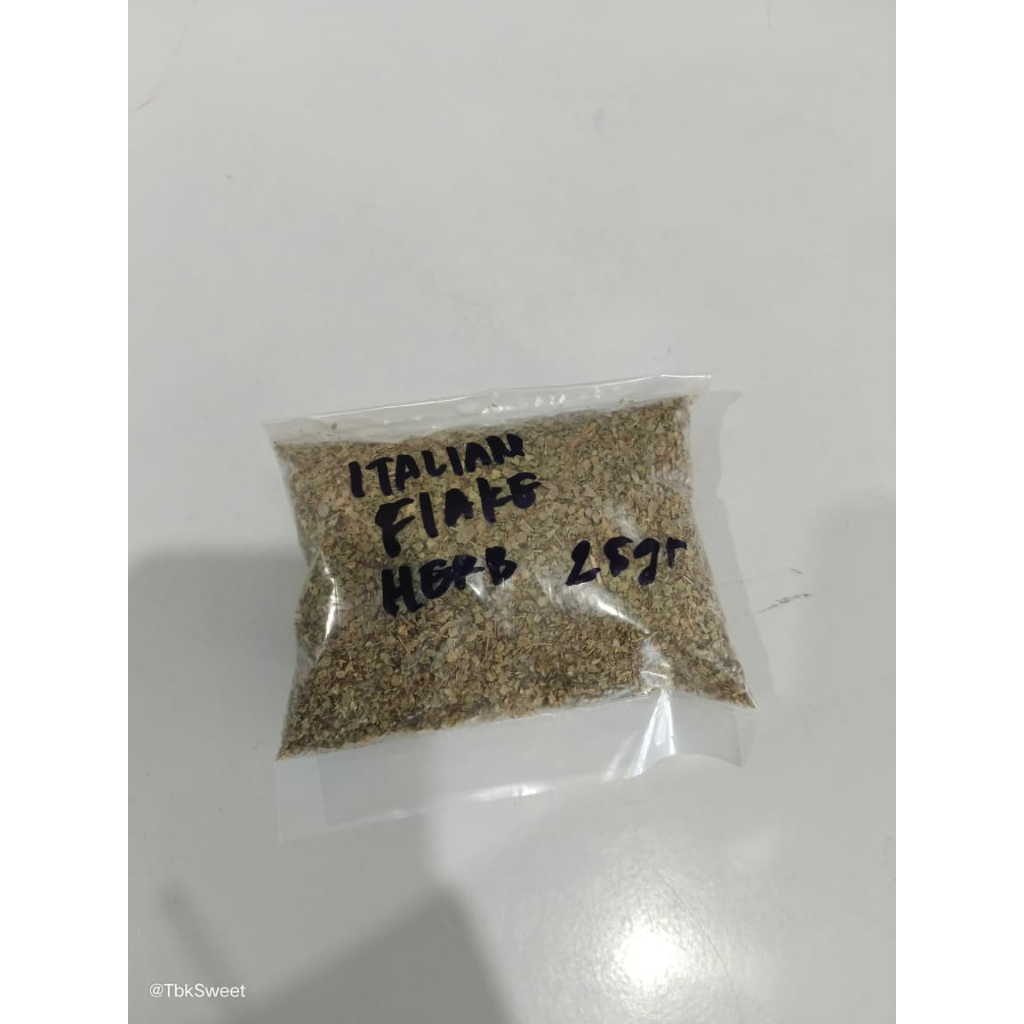 ITALIAN
FlAKE
HERB 25gr
@TbkSweet